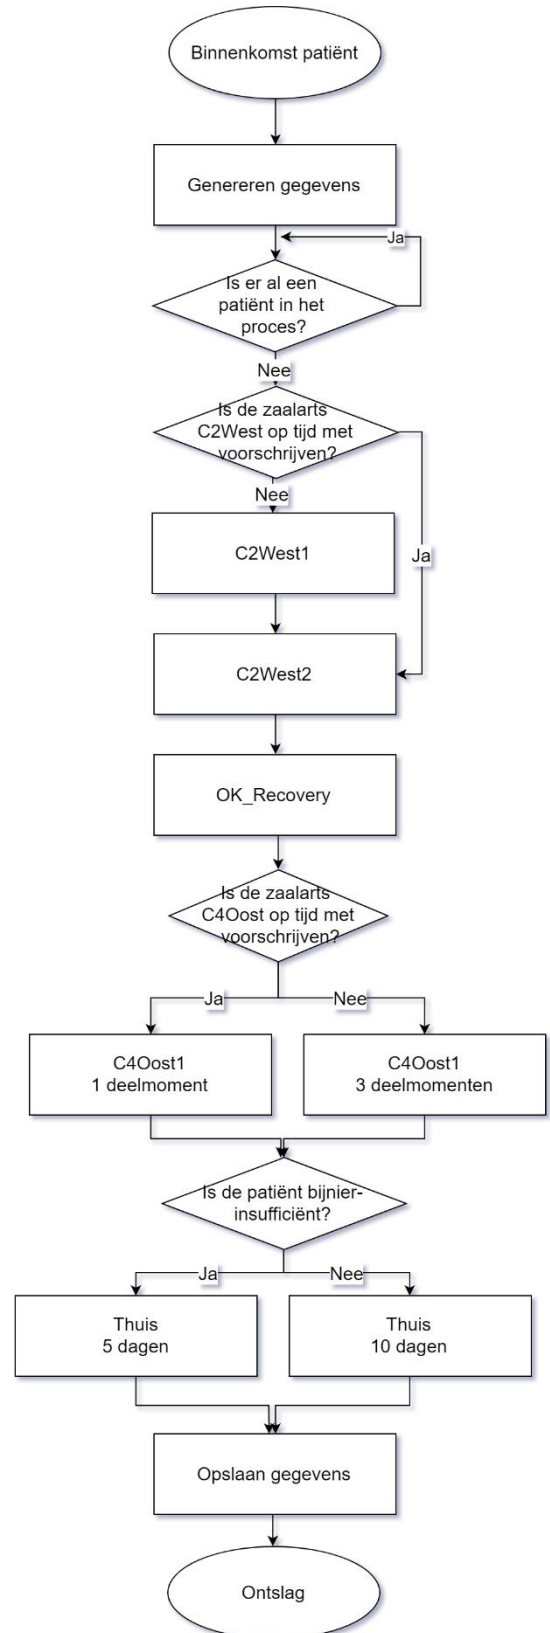 Binnenkomst patiënt
Genereren gegevens
Ja
Is er al een
patiënt in het
proces?
Nee
Is de zaalarts
C2West op tijd met
voorschrijven?
Nee
C2West1
Ja
C2West2
OK_Recovery
Is de zaalarts
C4Oost op tijd met
voorschrijven?
Ja
Nee
C4Oost1
1 deelmoment
C4Oost1
3 deelmomenten
Is de patiënt bijnier-
insufficiënt?
Ja
Nee
Thuis
5 dagen
Thuis
10 dagen
Opslaan gegevens
Ontslag